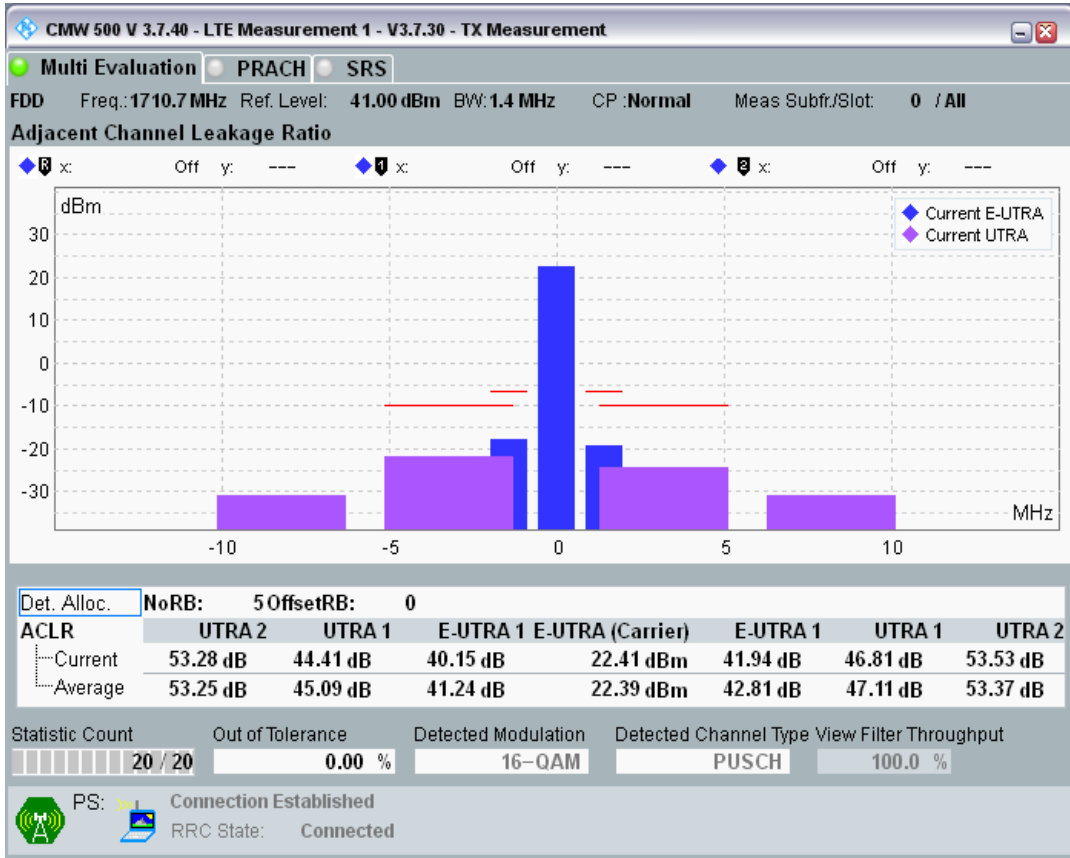 CMW 500 V 3.7.40 - LTE Measurement 1 - V3.7.30 - TX Measurement
Multi Evaluation PRACH SRS
FDD Freq.: 1710.7 MHz Ref. Level: 41.00 dBm BW: 1.4 MHz CP :Normal Meas Subfr./Slot: 0 / All
Adjacent Channel Leakage Ratio
R x: Off y: --- 1 x: Off y: --- 2 x: Off y: ---
dBm
Current E-UTRA
Current UTRA
30
20
10
0
-10
-20
-30
MHz
-10 -5 0 5 10
Det. Alloc. NoRB: 5 OffsetRB: 0
ACLR UTRA 2 UTRA 1 E-UTRA 1 E-UTRA (Carrier) E-UTRA 1 UTRA 1 UTRA 2
Current 53.28 dB 44.41 dB 40.15 dB 22.41 dBm 41.94 dB 46.81 dB 53.53 dB
Average 53.25 dB 45.09 dB 41.24 dB 22.39 dBm 42.81 dB 47.11 dB 53.37 dB
Statistic Count Out of Tolerance Detected Modulation Detected Channel Type View Filter Throughput
20 / 20 0.00 % 16-QAM PUSCH 100.0 %
PS: Connection Established
RRC State: Connected